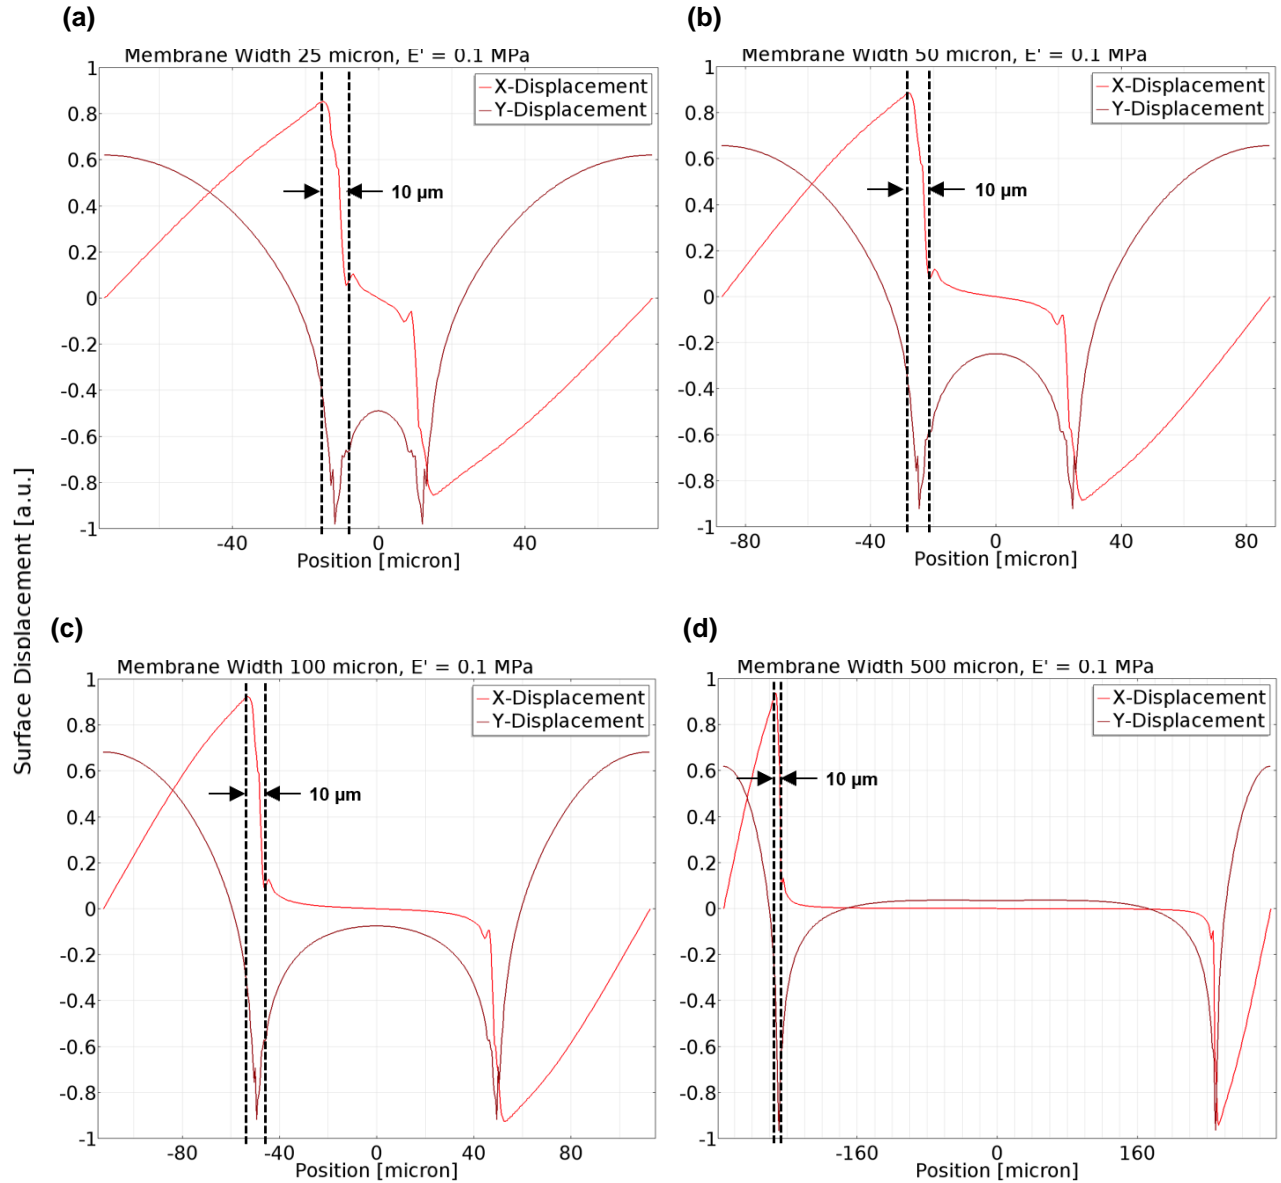 (a)
(b)
Membrane Width 25 micron, E' = 0.1 MPa
Membrane Width 50 micron, E' = 0.1 MPa
1
0.8
0.6
0.4
0.2
0
-0.2
-0.4
-0.6
-0.8
-1
X-Displacement
Y-Displacement
10 µm
-40
0
40
Position [micron]
1
0.8
0.6
0.4
0.2
0
-0.2
-0.4
-0.6
-0.8
-1
X-Displacement
Y-Displacement
10 µm
-80
-40
0
40
80
Position [micron]
Surface Displacement [a.u.]
(c)
(d)
Membrane Width 100 micron, E' = 0.1 MPa
Membrane Width 500 micron, E' = 0.1 MPa
1
0.8
0.6
0.4
0.2
0
-0.2
-0.4
-0.6
-0.8
-1
X-Displacement
Y-Displacement
10 µm
-80
-40
0
40
80
Position [micron]
1
0.8
0.6
0.4
0.2
0
-0.2
-0.4
-0.6
-0.8
-1
X-Displacement
Y-Displacement
10 µm
-160
0
160
Position [micron]